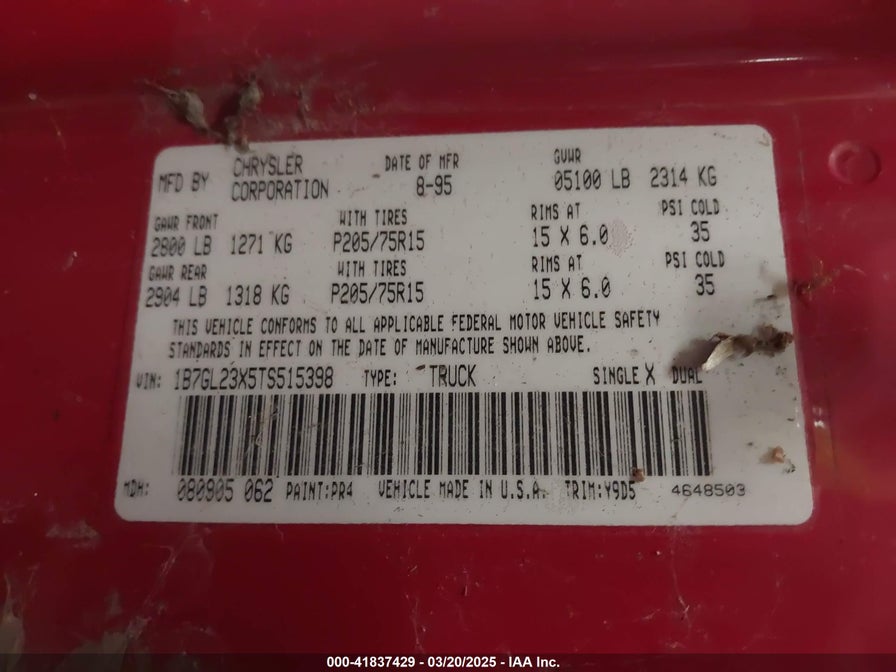 MFD BY CHRYSLER CORPORATION DATE OF MFR 8-95 GVWR 05100 LB 2314 KG
GAWR FRONT WITH TIRES RIMS AT PSI COLD
2800 LB 1271 KG P205/75R15 15 X 6.0 35
GAWR REAR WITH TIRES RIMS AT PSI COLD
2904 LB 1318 KG P205/75R15 15 X 6.0 35
THIS VEHICLE CONFORMS TO ALL APPLICABLE FEDERAL MOTOR VEHICLE SAFETY
STANDARDS IN EFFECT ON THE DATE OF MANUFACTURE SHOWN ABOVE.
VIN: 1B7GL23X5TS515398 TYPE: TRUCK SINGLE X DUAL
MDH: 080905 062 PAINT:PR4 VEHICLE MADE IN U.S.A. TRIM:Y9D5 4648503
000-41837429 - 03/20/2025 - IAA Inc.